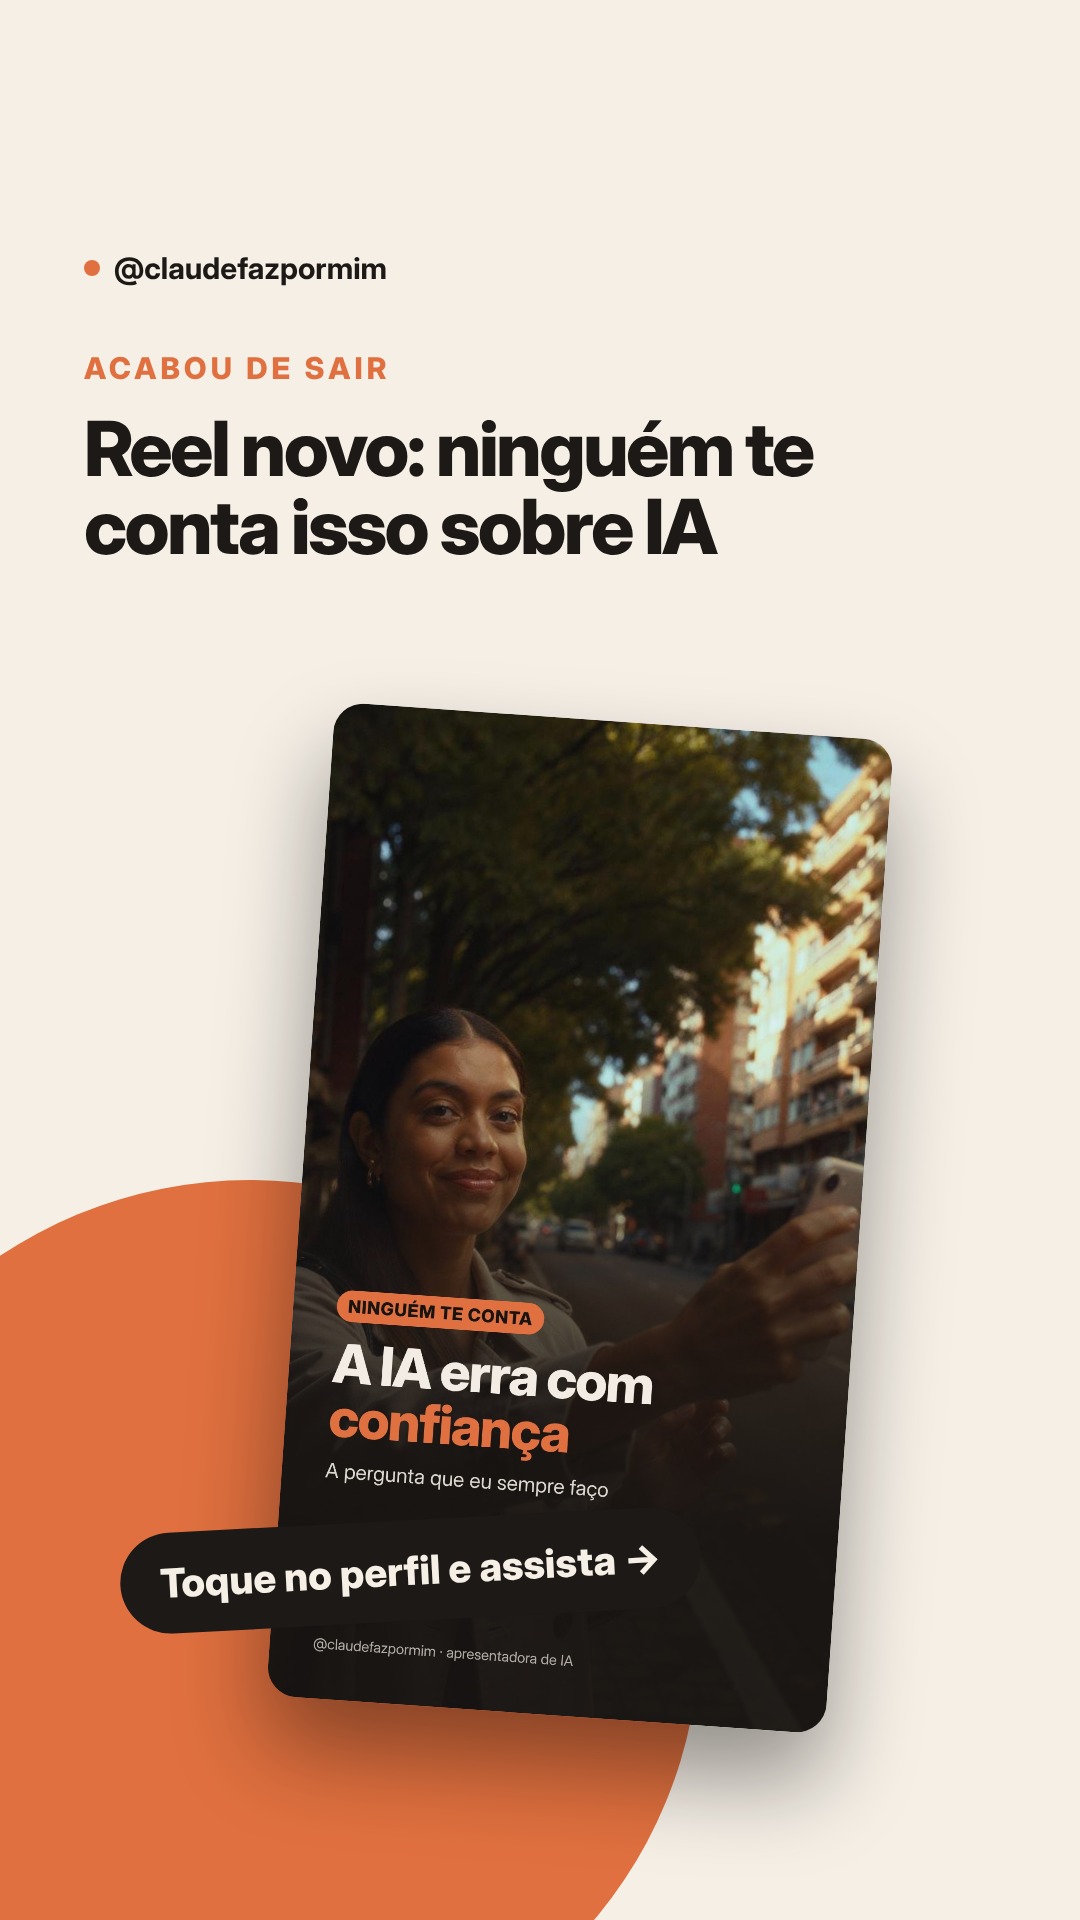 @claudefazpormim
ACABOU DE SAIR
Reel novo: ninguém te
conta isso sobre IA
NINGUÉM TE CONTA
A IA erra com
confiança
A pergunta que eu sempre faço
Toque no perfil e assista →
@claudefazpormim · apresentadora de IA